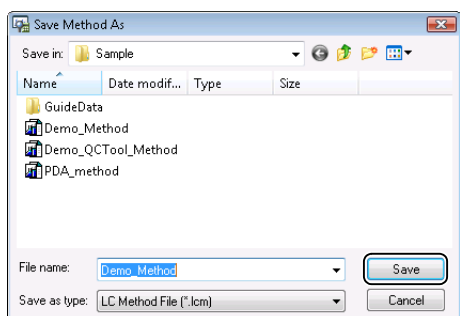 Save Method As
Save in: Sample
Name Date modif... Type Size
GuideData
Demo_Method
Demo_QCTool_Method
PDA_method
File name: Demo_Method Save
Save as type: LC Method File (*.lcm) Cancel